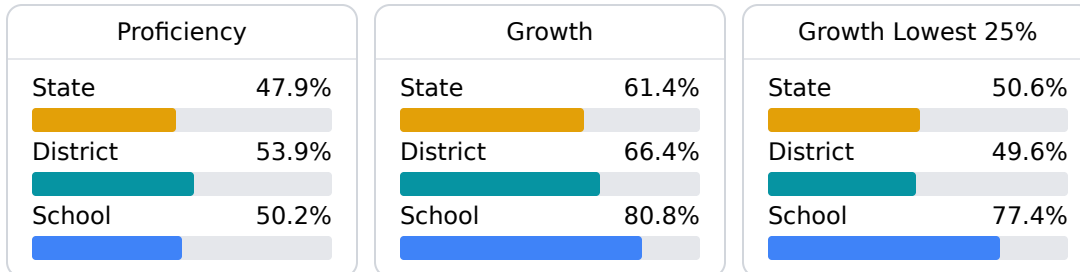 Proficiency
State 47.9%
District 53.9%
School 50.2%
Growth
State 61.4%
District 66.4%
School 80.8%
Growth Lowest 25%
State 50.6%
District 49.6%
School 77.4%